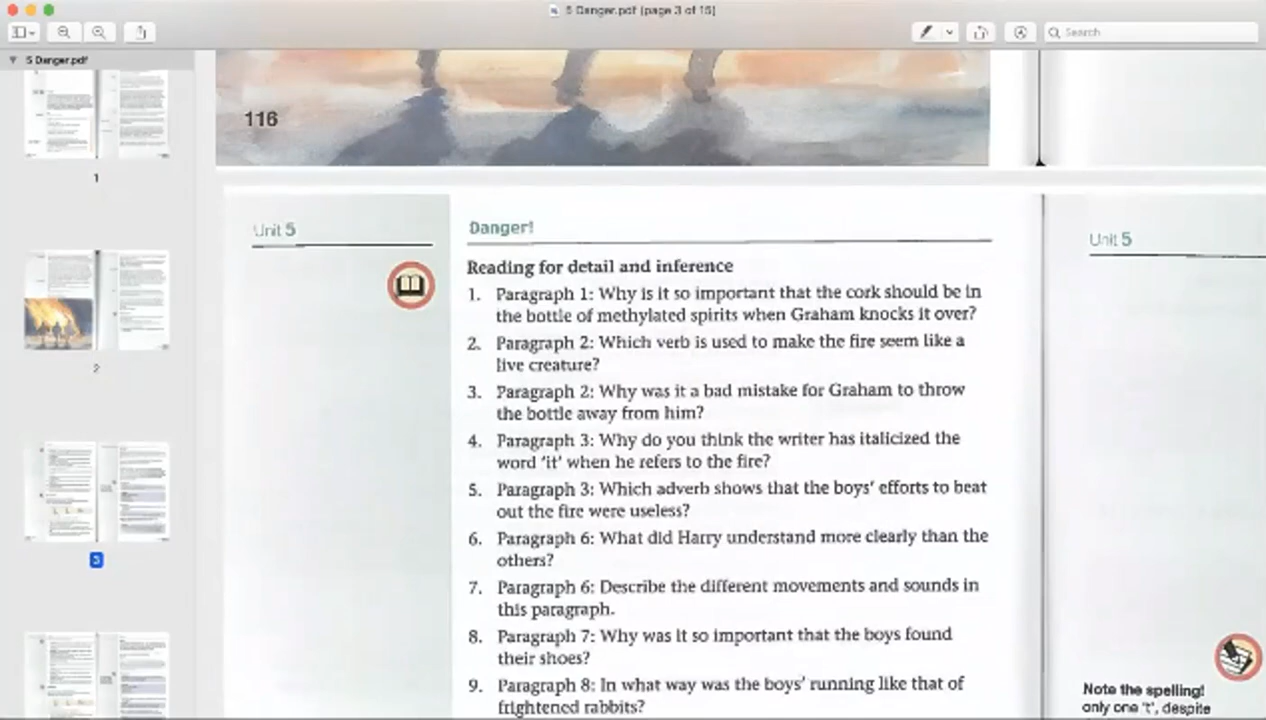 5 Danger.pdf (page 3 of 15)
Search
5 Danger.pdf
1
2
3
116
Unit 5
Danger!
Reading for detail and inference
1. Paragraph 1: Why is it so important that the cork should be in
the bottle of methylated spirits when Graham knocks it over?
2. Paragraph 2: Which verb is used to make the fire seem like a
live creature?
3. Paragraph 2: Why was it a bad mistake for Graham to throw
the bottle away from him?
4. Paragraph 3: Why do you think the writer has italicized the
word 'it' when he refers to the fire?
5. Paragraph 3: Which adverb shows that the boys' efforts to beat
out the fire were useless?
6. Paragraph 6: What did Harry understand more clearly than the
others?
7. Paragraph 6: Describe the different movements and sounds in
this paragraph.
8. Paragraph 7: Why was it so important that the boys found
their shoes?
9. Paragraph 8: In what way was the boys' running like that of
frightened rabbits?
Unit 5
Note the spelling!
only one 't', despite